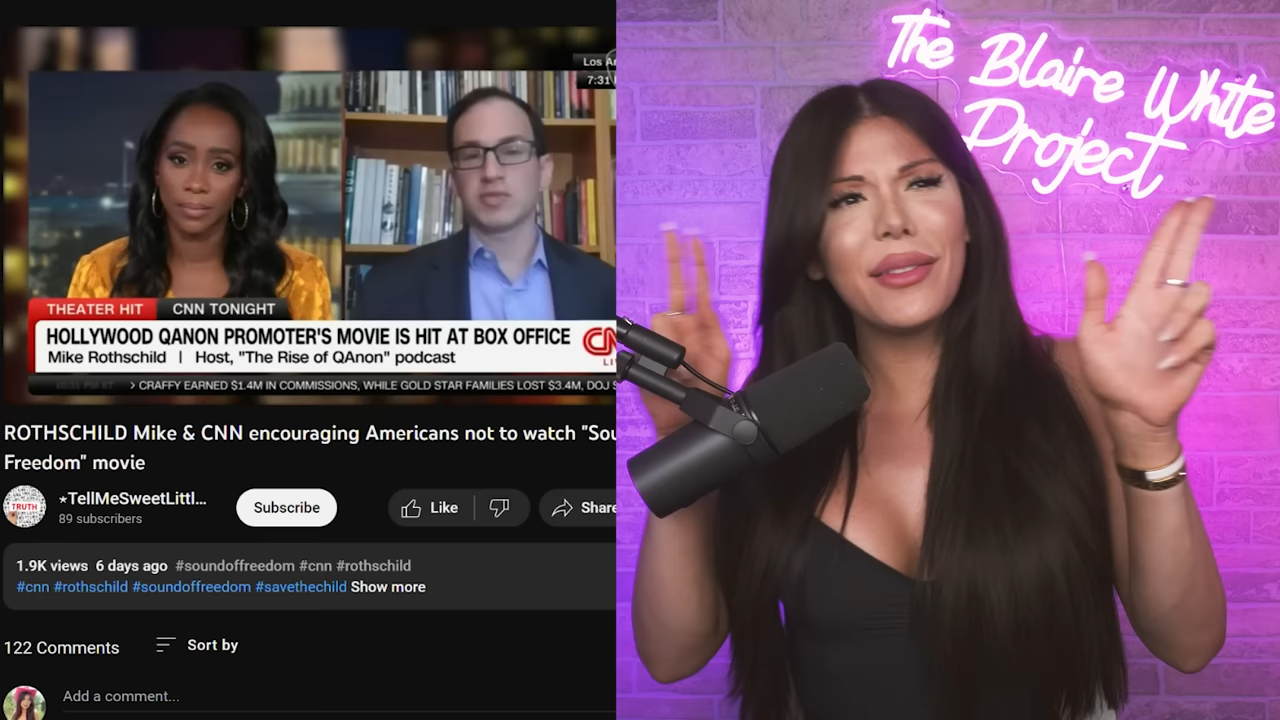 The Blaire White
Project
Los
7:31
THEATER HIT CNN TONIGHT
HOLLYWOOD QANON PROMOTER'S MOVIE IS HIT AT BOX OFFICE
CNN
Mike Rothschild | Host, "The Rise of QAnon" podcast
› CRAFFY EARNED $1.4M IN COMMISSIONS, WHILE GOLD STAR FAMILIES LOST $3.4M, DOJ
ROTHSCHILD Mike & CNN encouraging Americans not to watch "Sou
Freedom" movie
TRUTH
⋆TellMeSweetLittl...
89 subscribers
Subscribe
Like
Share
1.9K views 6 days ago #soundoffreedom #cnn #rothschild
#cnn #rothschild #soundoffreedom #savethechild Show more
122 Comments
Sort by
Add a comment...